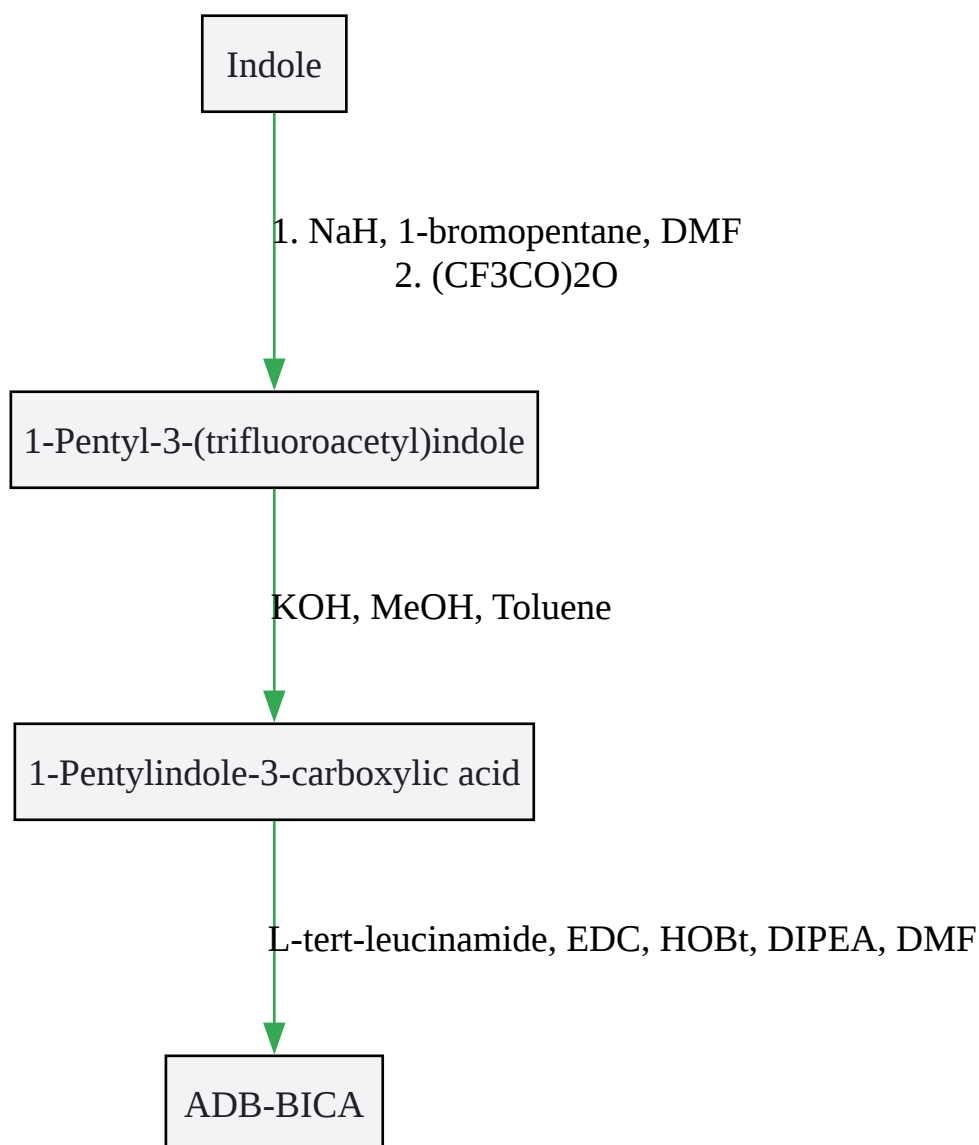 Indole
1. NaH, 1-bromopentane, DMF
2. (CF3CO)2O
1-Pentyl-3-(trifluoroacetyl)indole
KOH, MeOH, Toluene
1-Pentylindole-3-carboxylic acid
L-tert-leucinamide, EDC, HOBt, DIPEA, DMF
ADB-BICA